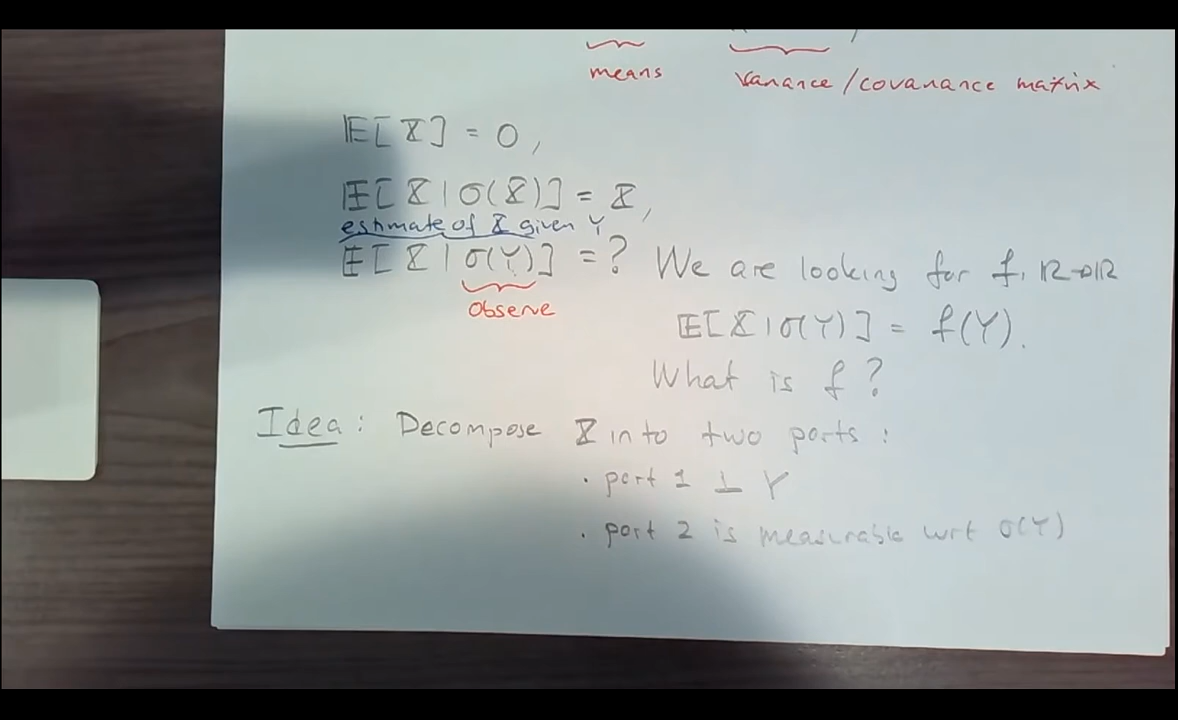 means variance/covariance matrix
𝔼[X] = 0,
𝔼[X | σ(X)] = X,
estimate of X given Y
𝔼[X | σ(Y)] = ? We are looking for f: ℝ→ℝ
observe
𝔼[X | σ(Y)] = f(Y).
What is f?
Idea: Decompose X into two parts:
· part 1 ⊥ Y
· part 2 is measurable wrt σ(Y)